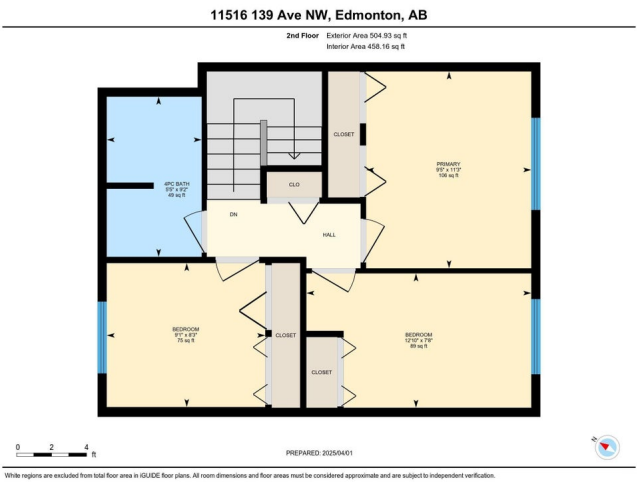 11516 139 Ave NW, Edmonton, AB
2nd Floor Exterior Area 504.93 sq ft
Interior Area 458.16 sq ft
CLOSET
PRIMARY
9'5" x 11'3"
106 sq ft
4PC BATH
5'5" x 9'2"
49 sq ft
CLO
DN
HALL
BEDROOM
9'1" x 8'3"
75 sq ft
CLOSET
BEDROOM
12'10" x 7'8"
89 sq ft
CLOSET
0 2 4
ft
PREPARED: 2025/04/01
N
White regions are excluded from total floor area in iGUIDE floor plans. All room dimensions and floor areas must be considered approximate and are subject to independent verification.